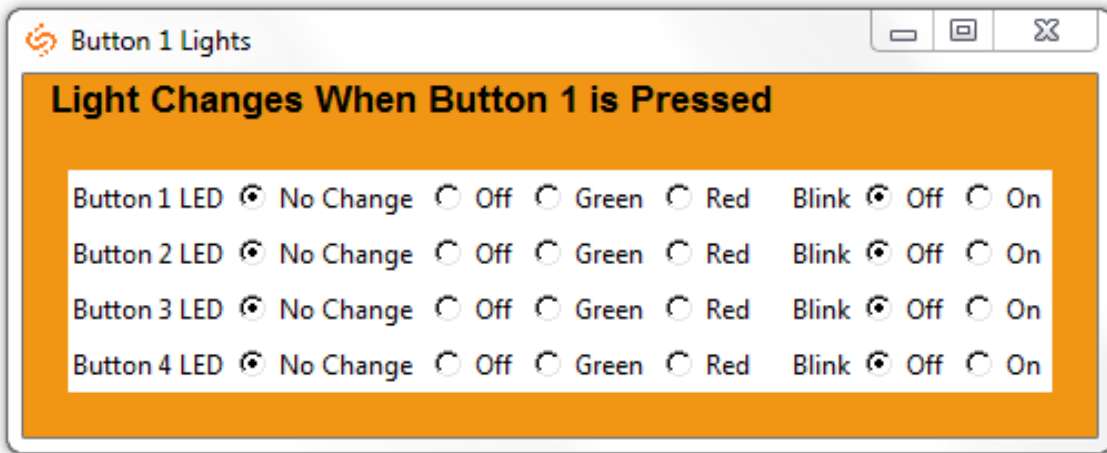 Button 1 Lights
Light Changes When Button 1 is Pressed
Button 1 LED No Change Off Green Red Blink Off On
Button 2 LED No Change Off Green Red Blink Off On
Button 3 LED No Change Off Green Red Blink Off On
Button 4 LED No Change Off Green Red Blink Off On